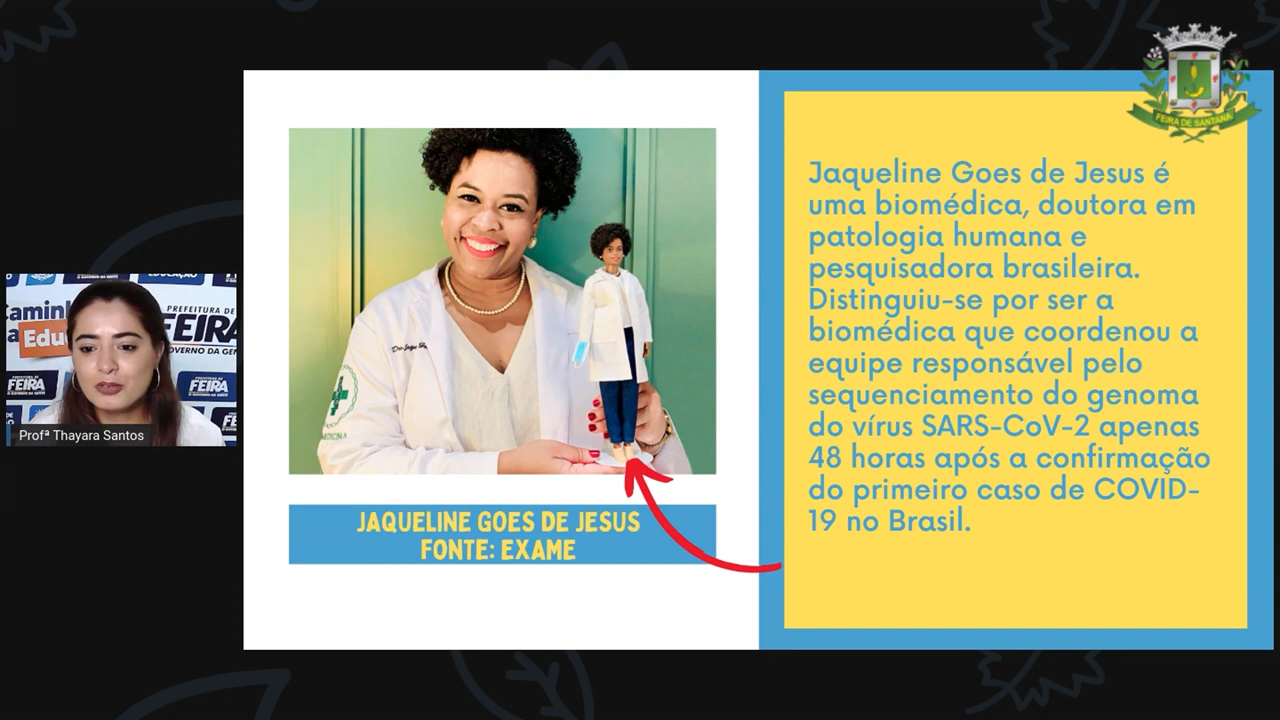 FEIRA DE SANTANA
Jaqueline Goes de Jesus é
uma biomédica, doutora em
patologia humana e
pesquisadora brasileira.
Distinguiu-se por ser a
biomédica que coordenou a
equipe responsável pelo
sequenciamento do genoma
do vírus SARS-CoV-2 apenas
48 horas após a confirmação
do primeiro caso de COVID-
19 no Brasil.
JAQUELINE GOES DE JESUS
FONTE: EXAME
EDUCAÇÃO
PREFEITURA DE
FEIRA
FEIRA
FEIRA
Profª Thayara Santos